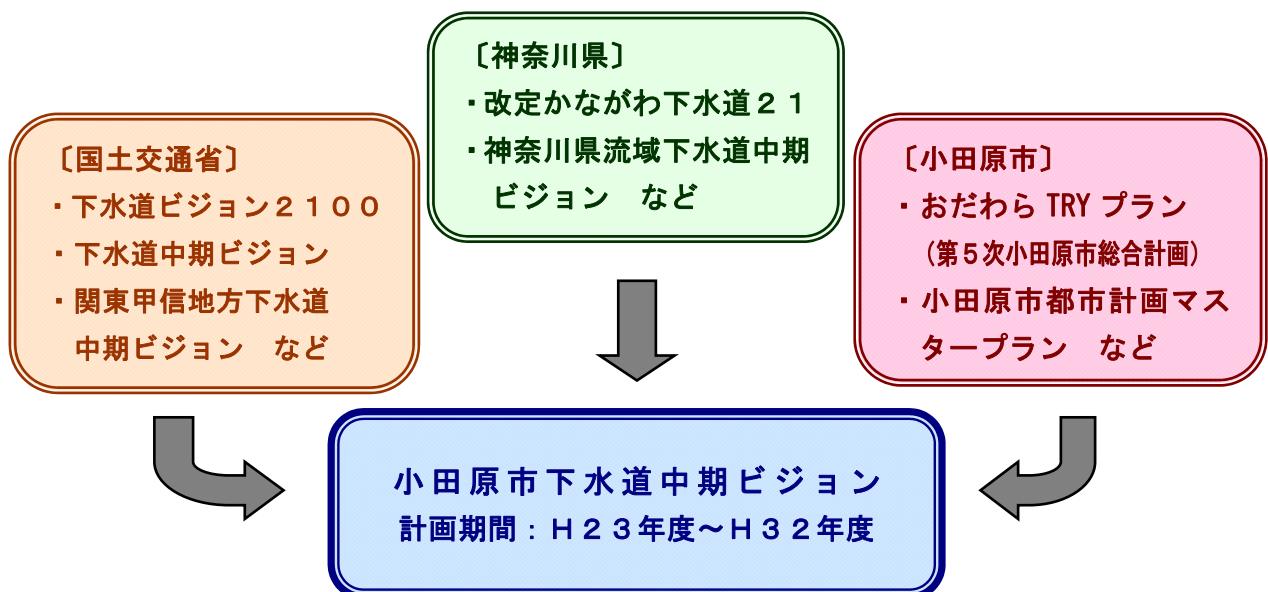 〔国土交通省〕
・下水道ビジョン２１００
・下水道中期ビジョン
・関東甲信地方下水道
中期ビジョン　など
〔神奈川県〕
・改定かながわ下水道２１
・神奈川県流域下水道中期
ビジョン　など
〔小田原市〕
・おだわら TRY プラン
（第５次小田原市総合計画）
・小田原市都市計画マス
タープラン　など
小田原市下水道中期ビジョン
計画期間：Ｈ２３年度～Ｈ３２年度